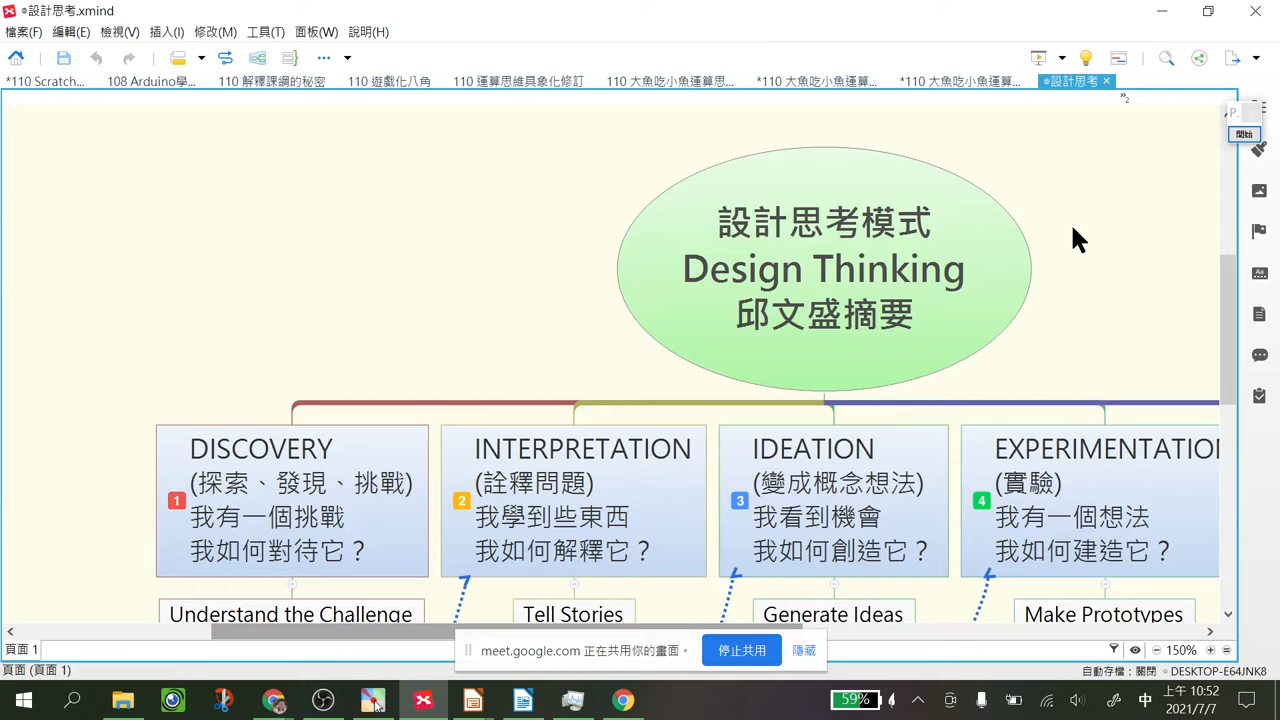 設計思考.xmind
檔案(F) 編輯(E) 檢視(V) 插入(I) 修改(M) 工具(T) 面板(W) 說明(H)
*110 Scratch... 108 Arduino學... 110 解釋課綱的秘密 110 遊戲化八角 110 運算思維具象化修訂 110 大魚吃小魚運算思... *110 大魚吃小魚運算... *110 大魚吃小魚運算... 設計思考
»2
P..
開始
設計思考模式
Design Thinking
邱文盛摘要
1
DISCOVERY
(探索、發現、挑戰)
我有一個挑戰
我如何對待它？
2
INTERPRETATION
(詮釋問題)
我學到些東西
我如何解釋它？
3
IDEATION
(變成概念想法)
我看到機會
我如何創造它？
4
EXPERIMENTATION
(實驗)
我有一個想法
我如何建造它？
Understand the Challenge
Tell Stories
Generate Ideas
Make Prototypes
meet.google.com 正在共用你的畫面。 停止共用 隱藏
頁面 1
150%
頁面 (頁面 1)
自動存檔：關閉 DESKTOP-E64JNK8
59%
中
上午 10:52
2021/7/7